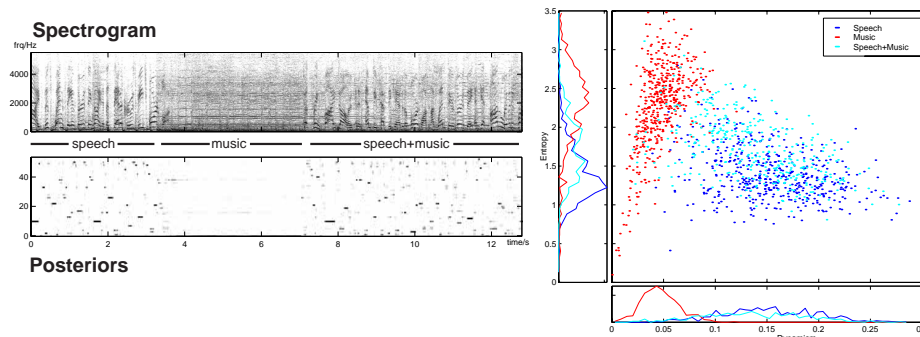 Spectrogram
frq/Hz
4000
2000
0
speech
music
speech+music
40
20
0
0
2
4
6
8
10
12
time/s
Posteriors
3.5
3
2.5
2
1.5
1
0.5
0
Entropy
Speech
Music
Speech+Music
0
0.05
0.1
0.15
0.2
0.25